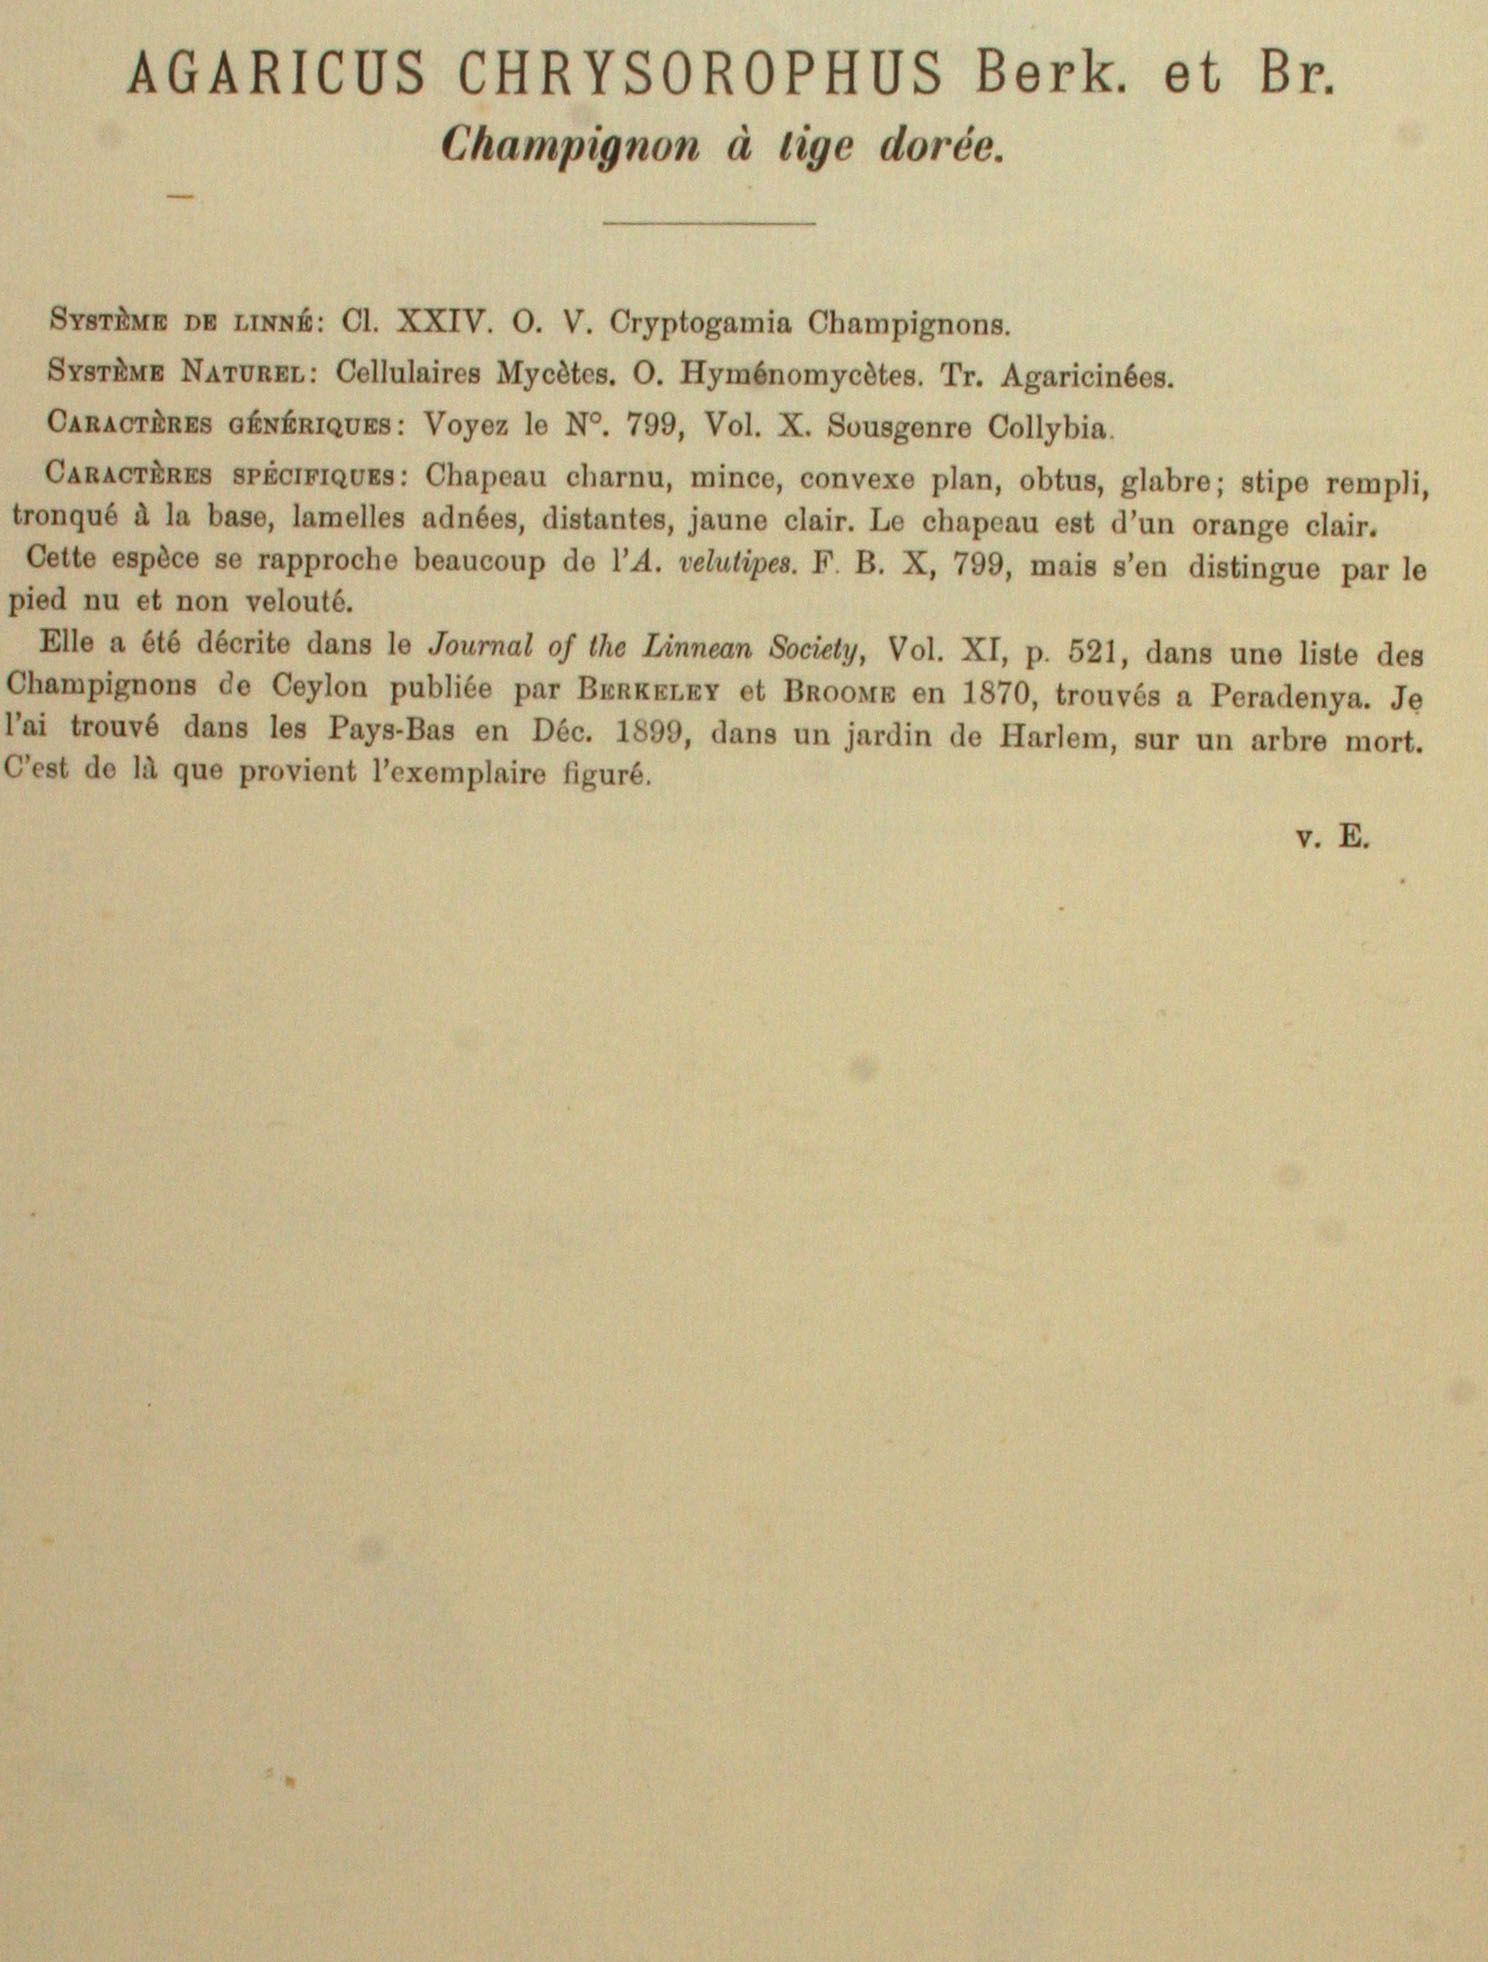 AGARICUS CHRYSOROPHUS Berk. et Br.
Champignon à tige dorée.
Système de linné: Cl. XXIV. O. V. Cryptogamia Champignons.
Système Naturel: Cellulaires Mycètes. O. Hyménomycètes. Tr. Agaricinées.
Caractères génériques: Voyez le N°. 799, Vol. X. Sousgenre Collybia.
Caractères spécifiques: Chapeau charnu, mince, convexe plan, obtus, glabre; stipe rempli,
tronqué à la base, lamelles adnées, distantes, jaune clair. Le chapeau est d'un orange clair.
Cette espèce se rapproche beaucoup de l'A. velutipes. F. B. X, 799, mais s'en distingue par le
pied nu et non velouté.
Elle a été décrite dans le Journal of the Linnean Society, Vol. XI, p. 521, dans une liste des
Champignons de Ceylon publiée par Berkeley et Broome en 1870, trouvés a Peradenya. Je
l'ai trouvé dans les Pays-Bas en Déc. 1899, dans un jardin de Harlem, sur un arbre mort.
C'est de là que provient l'exemplaire figuré.
v. E.